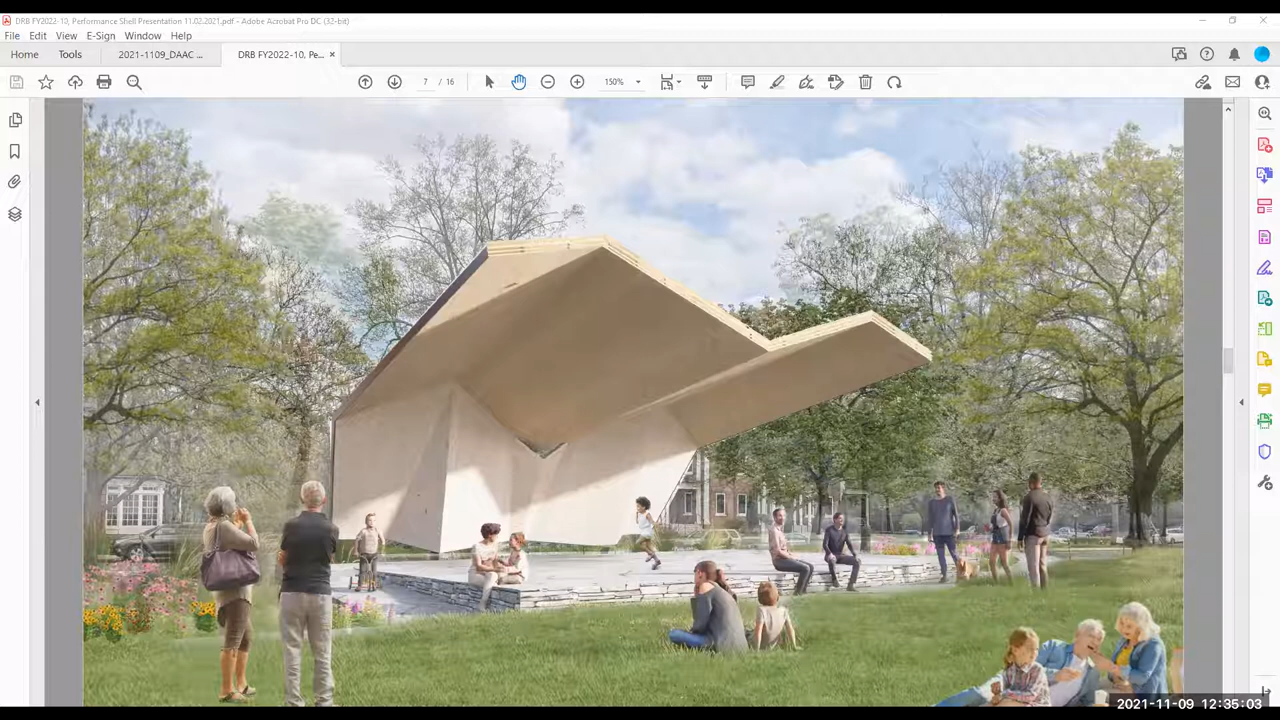 DRB FY2022-10, Performance Shell Presentation 11.02.2021.pdf - Adobe Acrobat Pro DC (32-bit)
File Edit View E-Sign Window Help
Home Tools 2021-1109_DAAC ... DRB FY2022-10, Pe... ×
7 / 16 150%
2021-11-09 12:35:03